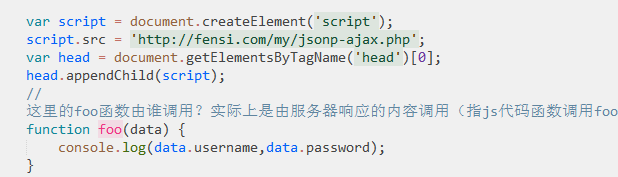 var script = document.createElement('script');
script.src = 'http://fensi.com/my/jsonp-ajax.php';
var head = document.getElementsByTagName('head')[0];
head.appendChild(script);
//
这里的foo函数由谁调用？实际上是由服务器响应的内容调用（指js代码函数调用foo
function foo(data) {
    console.log(data.username,data.password);
}